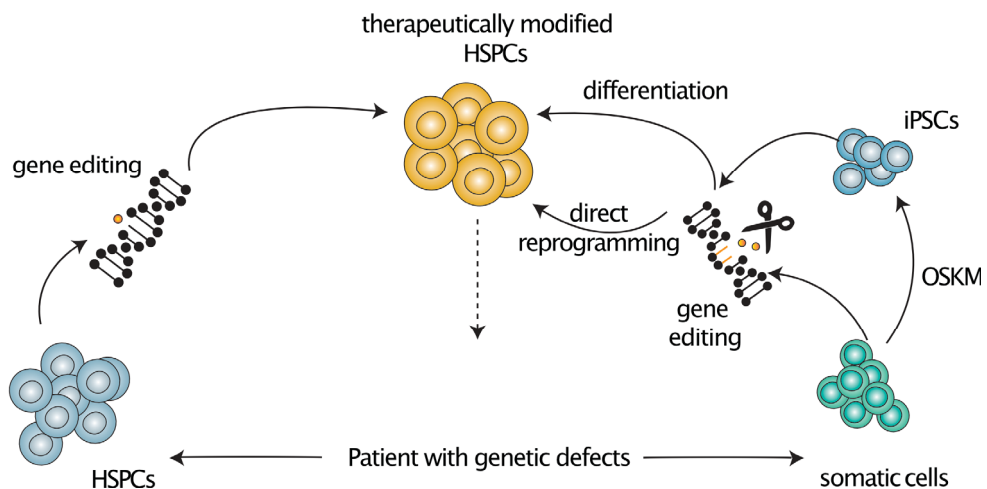 therapeutically modified
HSPCs
differentiation
iPSCs
gene editing
direct
reprogramming
OSKM
gene
editing
Patient with genetic defects
HSPCs
somatic cells